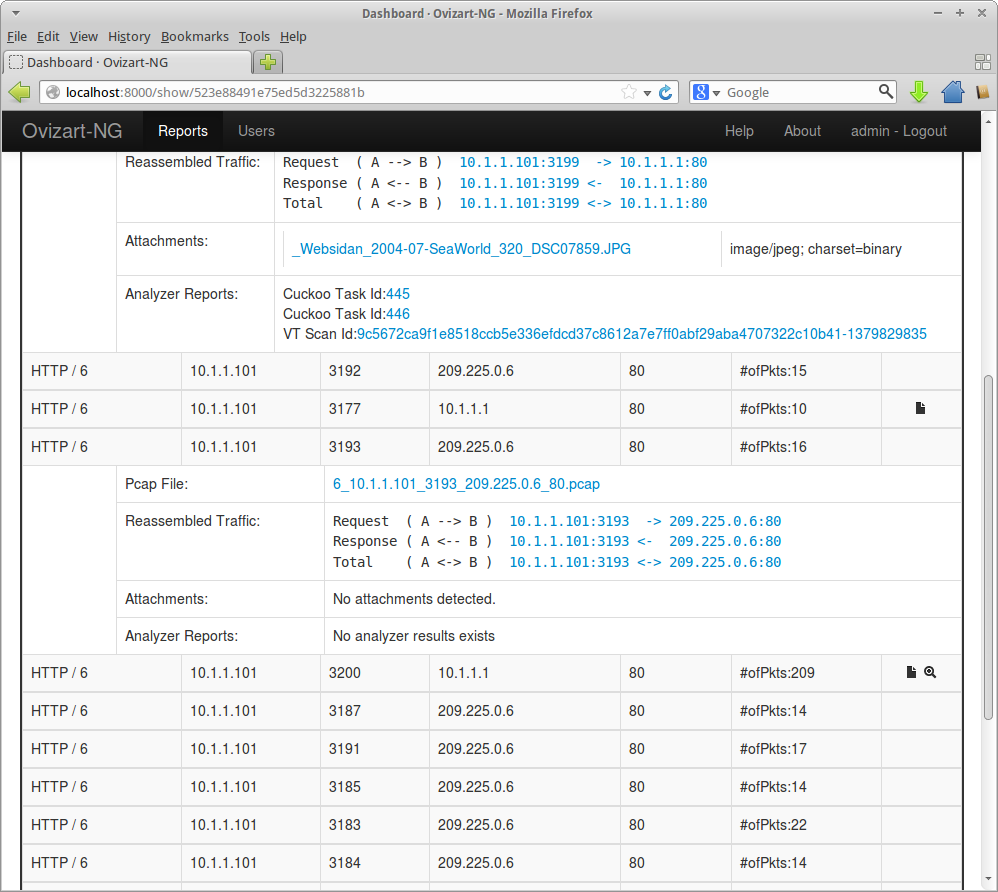 Dashboard · Ovizart-NG - Mozilla Firefox
File Edit View History Bookmarks Tools Help
Dashboard · Ovizart-NG
localhost:8000/show/523e88491e75ed5d3225881b
8 Google
Ovizart-NG Reports Users Help About admin - Logout
Reassembled Traffic: Request ( A --> B ) 10.1.1.101:3199 -> 10.1.1.1:80
Response ( A <-- B ) 10.1.1.101:3199 <- 10.1.1.1:80
Total ( A <-> B ) 10.1.1.101:3199 <-> 10.1.1.1:80
Attachments: _Websidan_2004-07-SeaWorld_320_DSC07859.JPG image/jpeg; charset=binary
Analyzer Reports: Cuckoo Task Id:445
Cuckoo Task Id:446
VT Scan Id:9c5672ca9f1e8518ccb5e336efdcd37c8612a7e7ff0abf29aba4707322c10b41-1379829835
HTTP / 6 10.1.1.101 3192 209.225.0.6 80 #ofPkts:15
HTTP / 6 10.1.1.101 3177 10.1.1.1 80 #ofPkts:10
HTTP / 6 10.1.1.101 3193 209.225.0.6 80 #ofPkts:16
Pcap File: 6_10.1.1.101_3193_209.225.0.6_80.pcap
Reassembled Traffic: Request ( A --> B ) 10.1.1.101:3193 -> 209.225.0.6:80
Response ( A <-- B ) 10.1.1.101:3193 <- 209.225.0.6:80
Total ( A <-> B ) 10.1.1.101:3193 <-> 209.225.0.6:80
Attachments: No attachments detected.
Analyzer Reports: No analyzer results exists
HTTP / 6 10.1.1.101 3200 10.1.1.1 80 #ofPkts:209
HTTP / 6 10.1.1.101 3187 209.225.0.6 80 #ofPkts:14
HTTP / 6 10.1.1.101 3191 209.225.0.6 80 #ofPkts:17
HTTP / 6 10.1.1.101 3185 209.225.0.6 80 #ofPkts:14
HTTP / 6 10.1.1.101 3183 209.225.0.6 80 #ofPkts:22
HTTP / 6 10.1.1.101 3184 209.225.0.6 80 #ofPkts:14